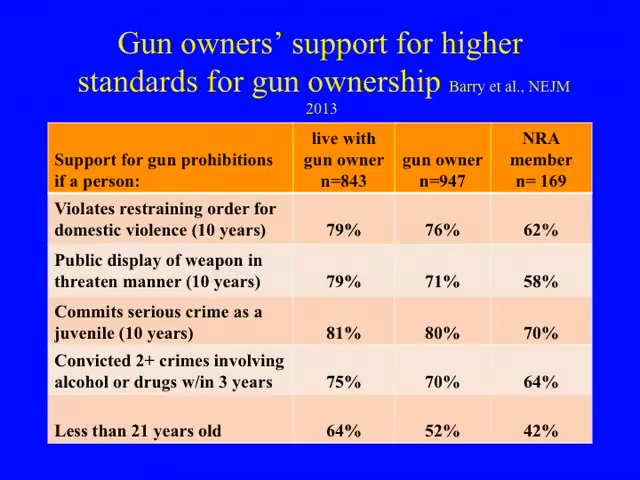 Gun owners' support for higher
standards for gun ownership Barry et al., NEJM
2013
live with
gun owner
n=843
gun owner
n=947
NRA
member
n= 169
Support for gun prohibitions
if a person:
Violates restraining order for
domestic violence (10 years) 79% 76% 62%
Public display of weapon in
threaten manner (10 years) 79% 71% 58%
Commits serious crime as a
juvenile (10 years) 81% 80% 70%
Convicted 2+ crimes involving
alcohol or drugs w/in 3 years 75% 70% 64%
Less than 21 years old 64% 52% 42%